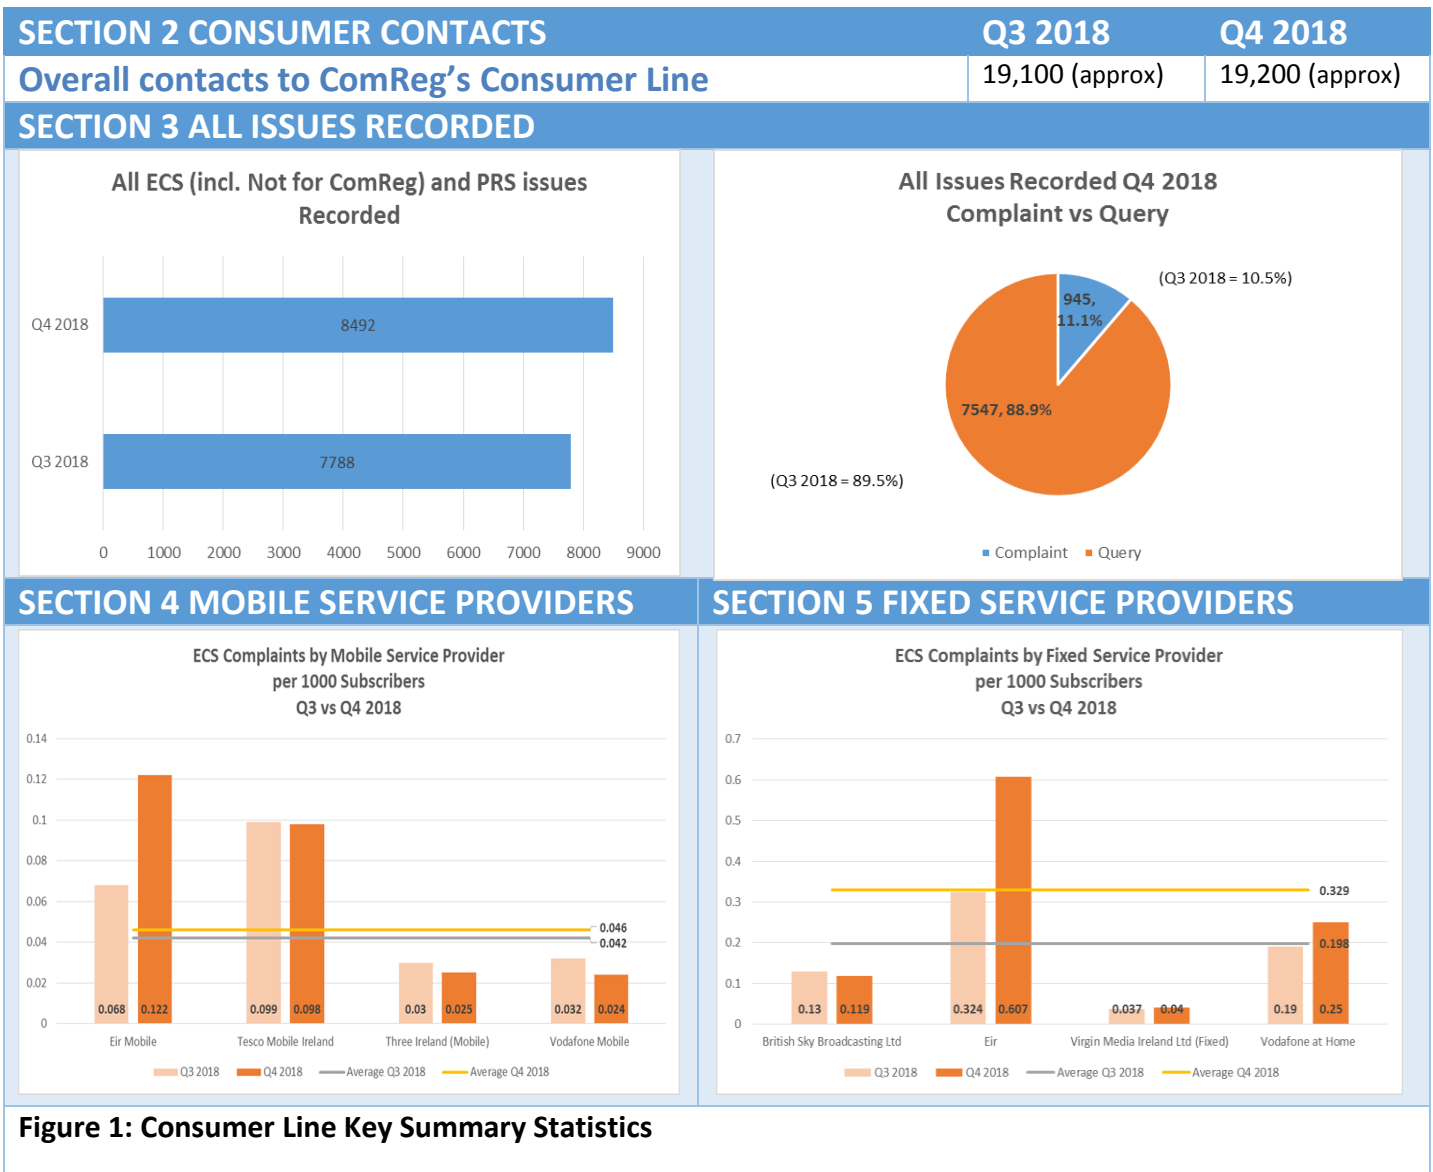 SECTION 2 CONSUMER CONTACTS Q3 2018 Q4 2018
Overall contacts to ComReg’s Consumer Line 19,100 (approx) 19,200 (approx)
SECTION 3 ALL ISSUES RECORDED
All ECS (incl. Not for ComReg) and PRS issues
Recorded
Q4 2018
8492
Q3 2018
7788
0 1000 2000 3000 4000 5000 6000 7000 8000 9000
All Issues Recorded Q4 2018
Complaint vs Query
(Q3 2018 = 10.5%)
945,
11.1%
7547, 88.9%
(Q3 2018 = 89.5%)
Complaint Query
SECTION 4 MOBILE SERVICE PROVIDERS
ECS Complaints by Mobile Service Provider
per 1000 Subscribers
Q3 vs Q4 2018
0.14
0.12
0.1
0.08
0.06
0.04
0.02
0
0.046
0.042
0.068 0.122 0.099 0.098 0.03 0.025 0.032 0.024
Eir Mobile Tesco Mobile Ireland Three Ireland (Mobile) Vodafone Mobile
Q3 2018 Q4 2018 Average Q3 2018 Average Q4 2018
SECTION 5 FIXED SERVICE PROVIDERS
ECS Complaints by Fixed Service Provider
per 1000 Subscribers
Q3 vs Q4 2018
0.7
0.6
0.5
0.4
0.3
0.2
0.1
0
0.329
0.198
0.13 0.119 0.324 0.607 0.037 0.04 0.19 0.25
British Sky Broadcasting Ltd Eir Virgin Media Ireland Ltd (Fixed) Vodafone at Home
Q3 2018 Q4 2018 Average Q3 2018 Average Q4 2018
Figure 1: Consumer Line Key Summary Statistics